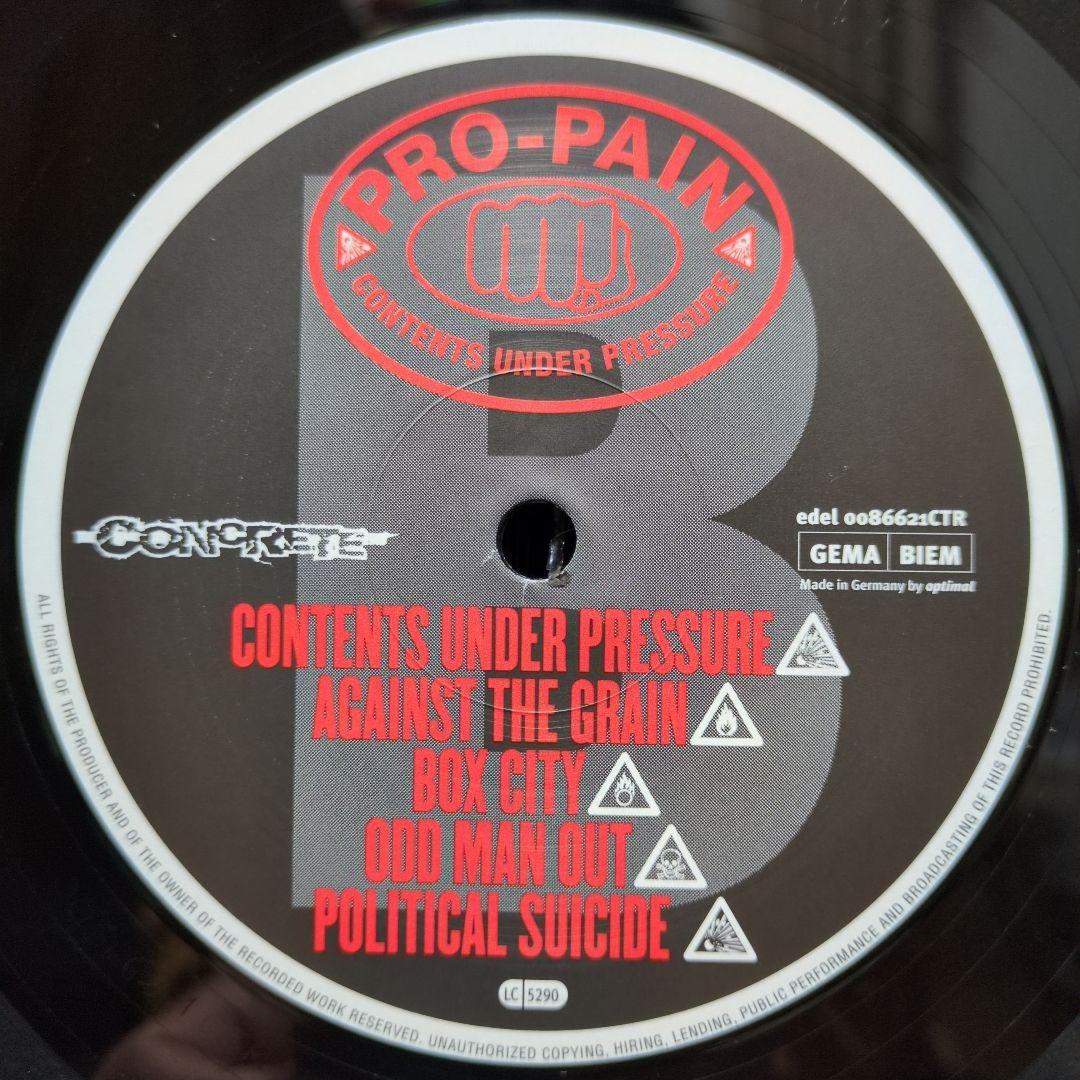 PRO-PAIN
CONTENTS UNDER PRESSURE
B
CONCRETE
edel 0086621CTR
GEMA BIEM
Made in Germany by optimal
CONTENTS UNDER PRESSURE
AGAINST THE GRAIN
BOX CITY
ODD MAN OUT
POLITICAL SUICIDE
LC 5290
ALL RIGHTS OF THE PRODUCER AND OF THE OWNER OF THE RECORDED WORK RESERVED. UNAUTHORIZED COPYING, HIRING, LENDING, PUBLIC PERFORMANCE AND BROADCASTING OF THIS RECORD PROHIBITED.